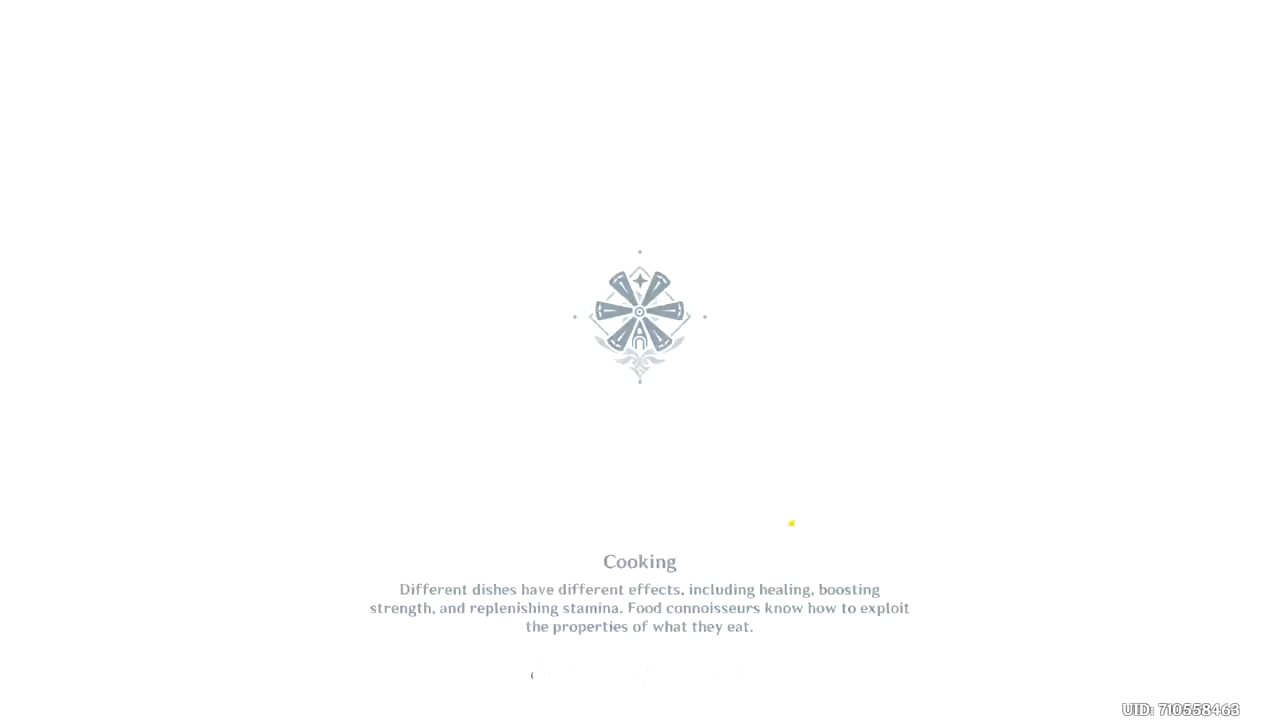 Cooking
Different dishes have different effects, including healing, boosting
strength, and replenishing stamina. Food connoisseurs know how to exploit
the properties of what they eat.
UID: 710558463